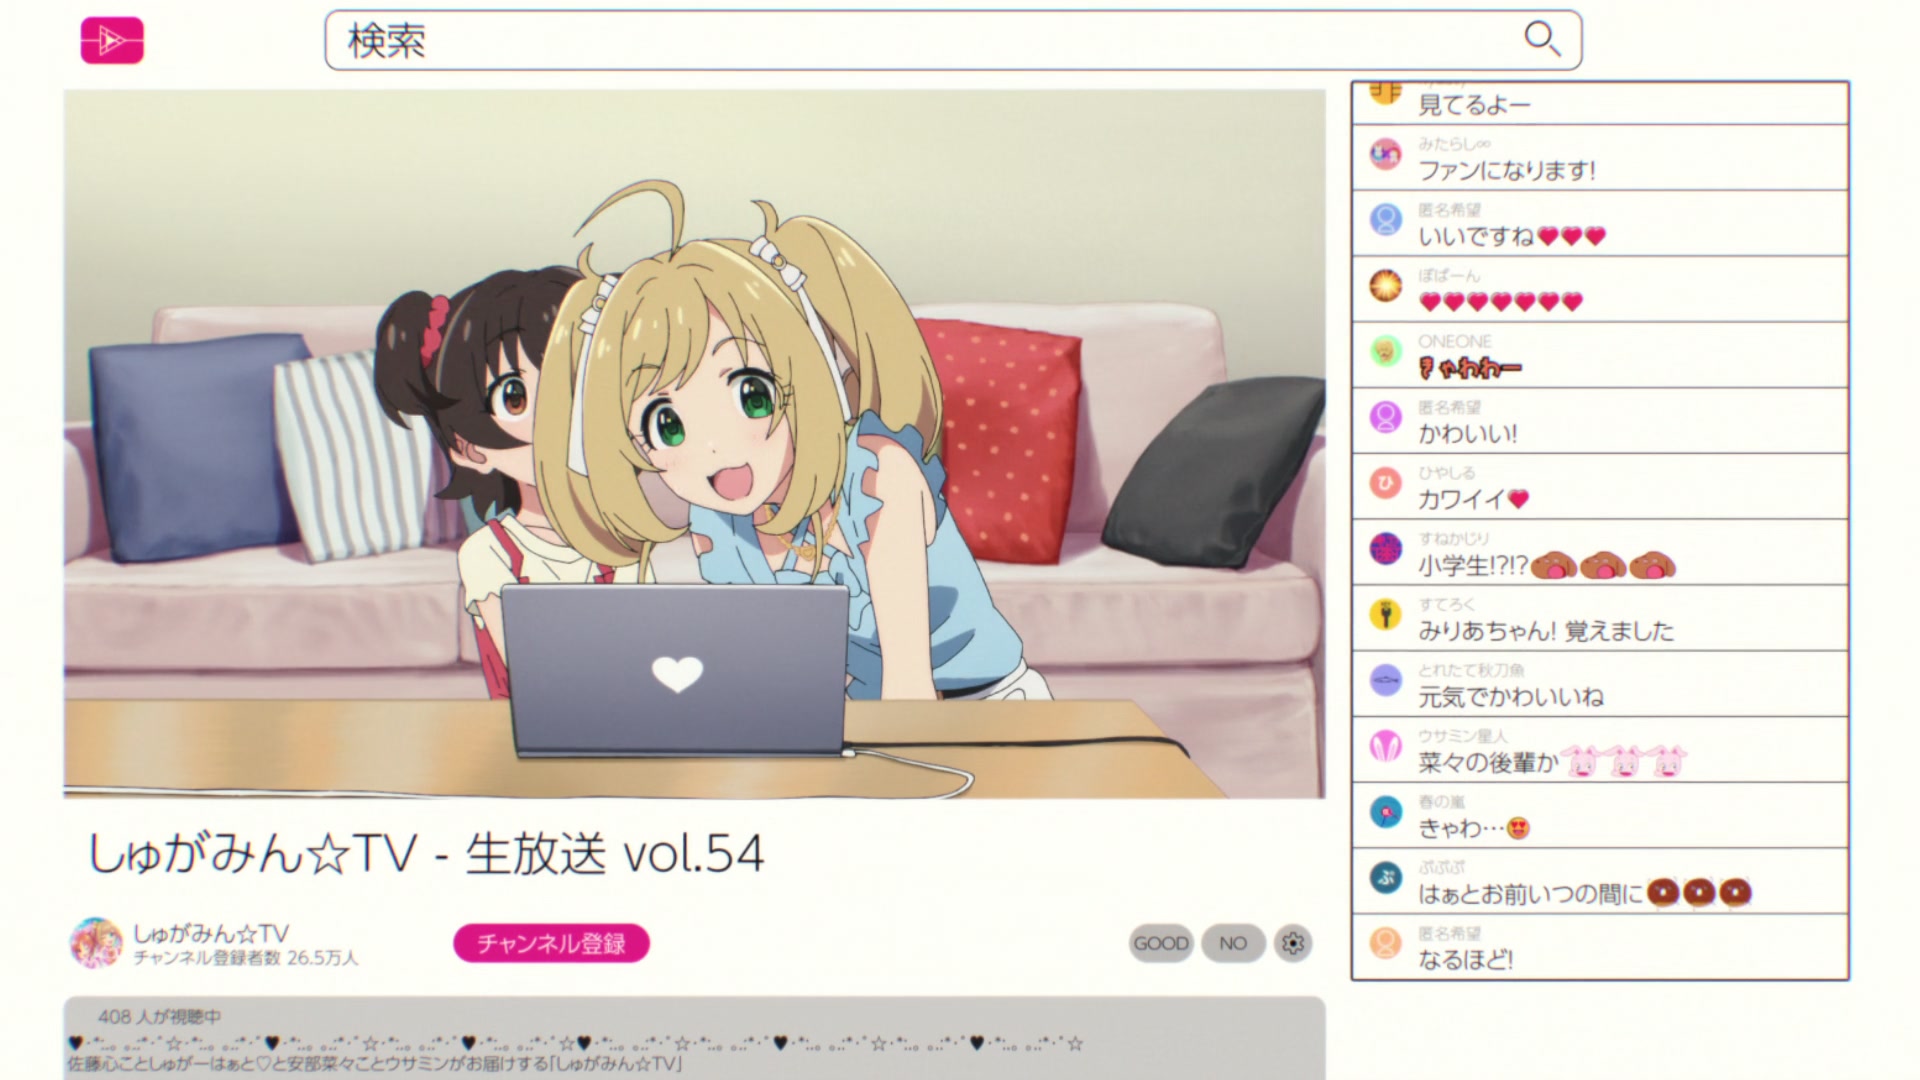 検索
見てるよー
みたらし∞
ファンになります!
匿名希望
いいですね❤❤❤
ぽぱーん
❤❤❤❤❤❤❤
ONEONE
きゃわわー
匿名希望
かわいい!
ひ
ひやしる
カワイイ❤
すねかじり
小学生!?!?
すてろく
みりあちゃん! 覚えました
とれたて秋刀魚
元気でかわいいね
ウサミン星人
菜々の後輩か
春の嵐
きゃわ…😍
ぷ
ぷぷぷ
はぁとお前いつの間に
匿名希望
なるほど!
しゅがみん☆TV - 生放送 vol.54
しゅがみん☆TV
チャンネル登録者数 26.5万人
チャンネル登録
GOOD
NO
408 人が視聴中
♥・*:.。 。.:*・゚☆・*:.。 。.:*・゚♥・*:.。 。.:*・゚☆・*:.。 。.:*・゚♥・*:.。 。.:*・゚☆♥・*:.。 。.:*・゚☆・*:.。 。.:*・゚♥・*:.。 。.:*・゚☆・*:.。 。.:*・゚♥・*:.。 。.:*・゚☆
佐藤心ことしゅがーはぁと♡と安部菜々ことウサミンがお届けする「しゅがみん☆TV」